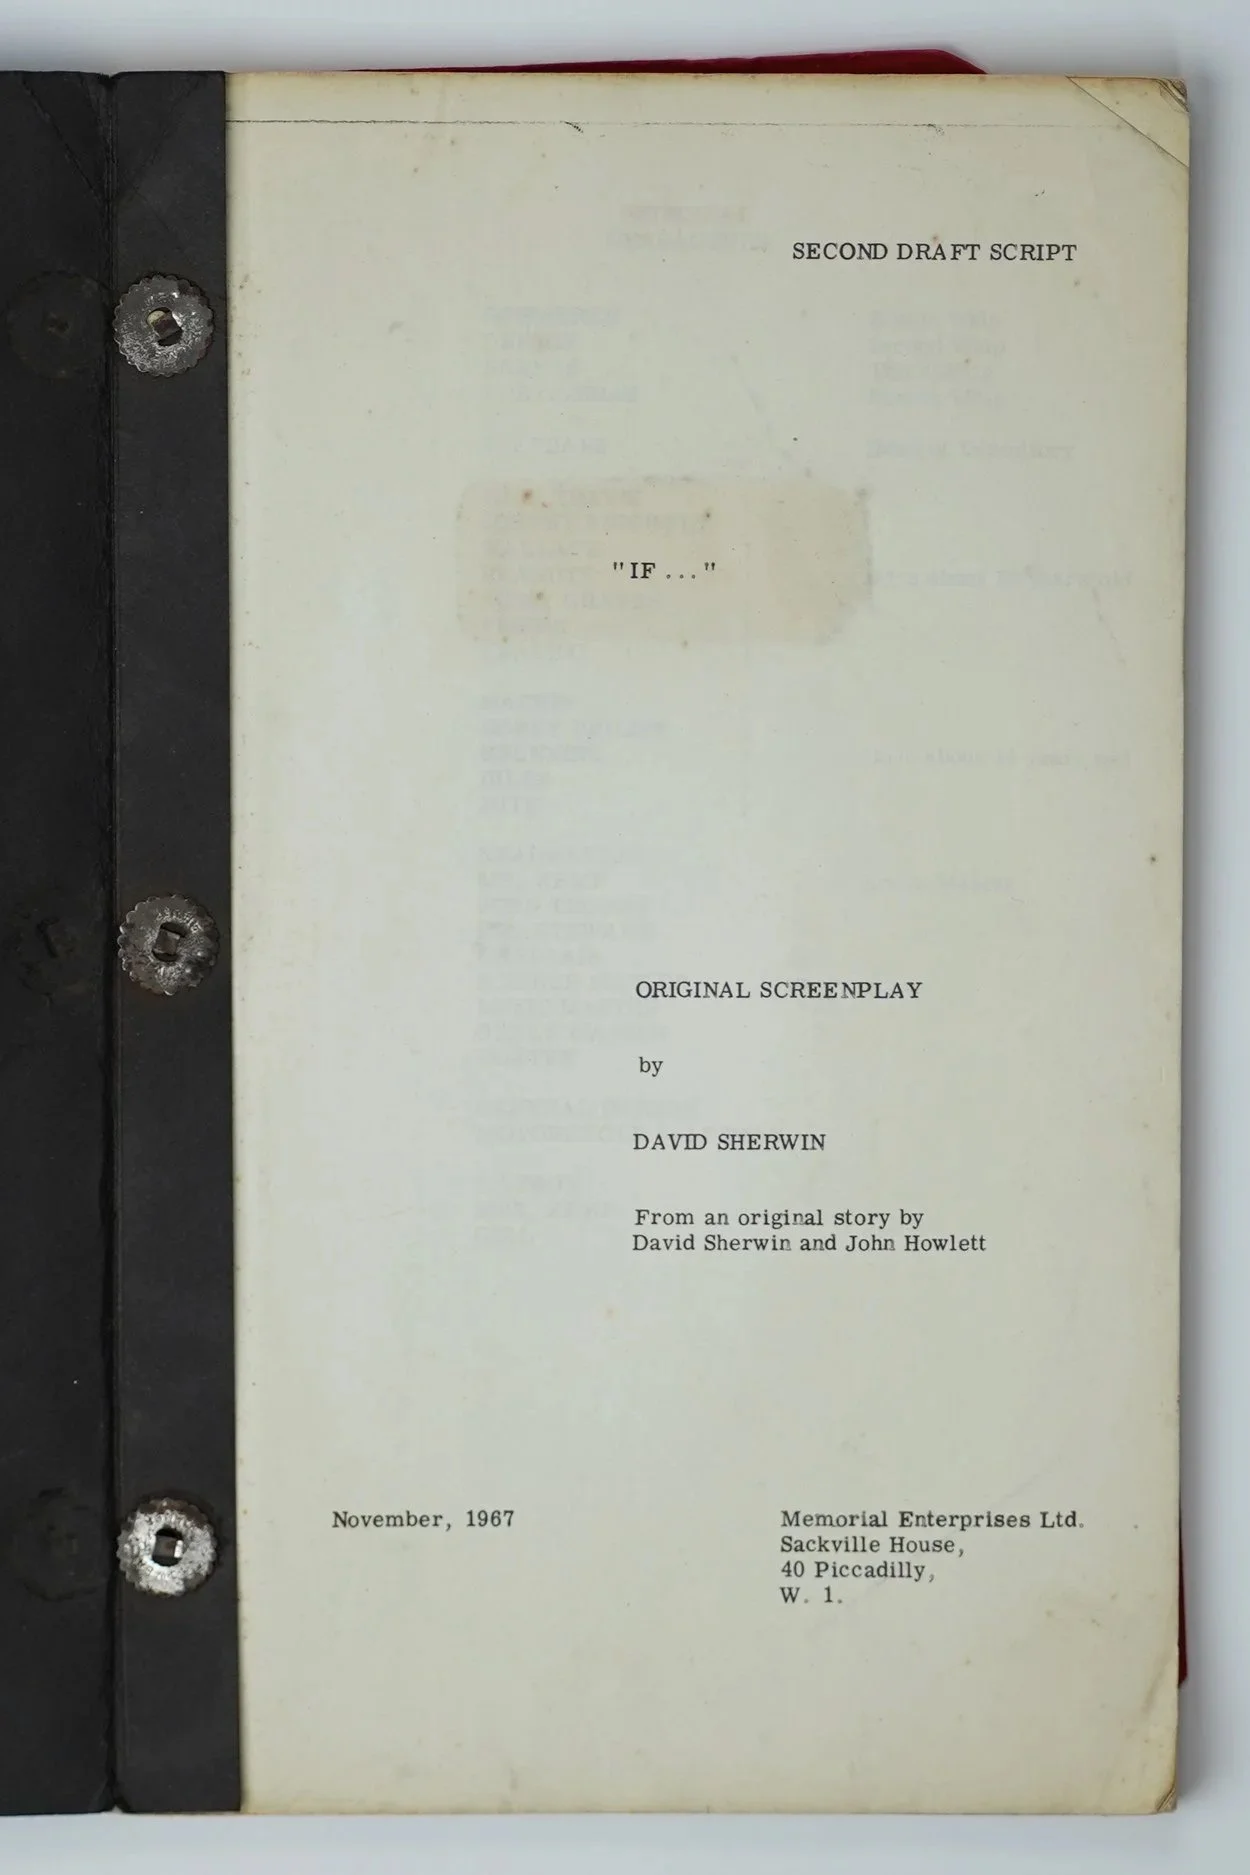 SECOND DRAFT SCRIPT
"IF ..."
ORIGINAL SCREENPLAY
by
DAVID SHERWIN
From an original story by
David Sherwin and John Howlett
November, 1967
Memorial Enterprises Ltd.
Sackville House,
40 Piccadilly,
W. 1.